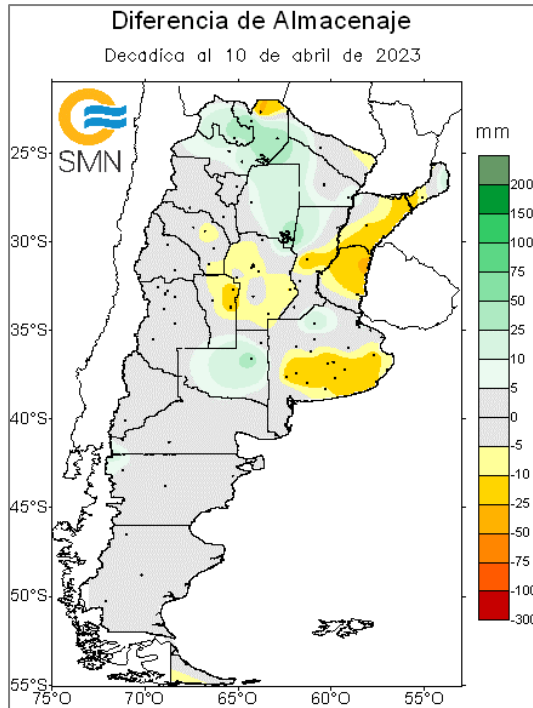 Diferencia de Almacenaje
Decadica al 10 de abril de 2023
SMN
mm
200
150
100
75
50
25
10
5
0
-5
-10
-25
-50
-75
-100
-300
25°S
30°S
35°S
40°S
45°S
50°S
55°S
75°O 70°O 65°O 60°O 55°O